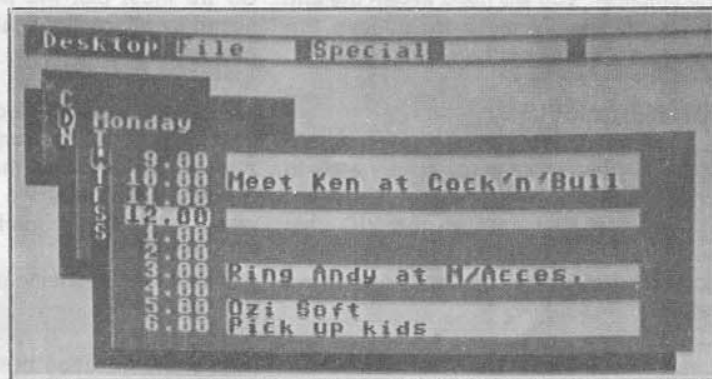 Desktop File Special
C
D
M Monday
T
W
T
F
S
S
9.00
10.00 Meet Ken at Cock'n'Bull
11.00
12.00
1.00
2.00
3.00 Ring Andy at M/Acces.
4.00
5.00 Ozi Soft
6.00 Pick up kids